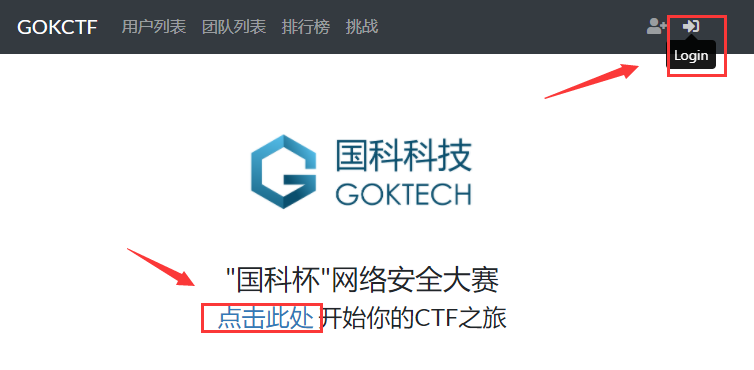 GOKCTF 用户列表 团队列表 排行榜 挑战
Login
国科科技
GOKTECH
"国科杯"网络安全大赛
点击此处 开始你的CTF之旅